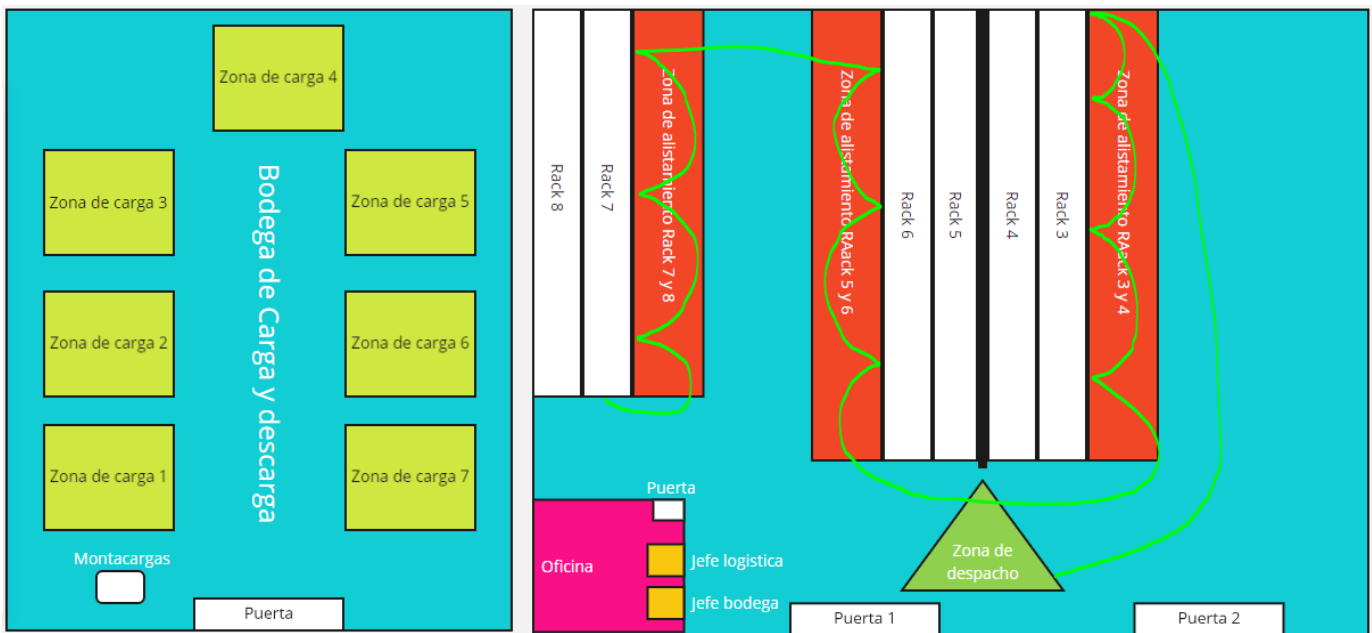 Zona de carga 4
Zona de carga 3
Zona de carga 5
Zona de carga 2
Zona de carga 6
Zona de carga 1
Zona de carga 7
Bodega de Carga y descarga
Montacargas
Puerta
Rack 8
Rack 7
Zona de alistamiento Rack 7 y 8
Zona de alistamiento RAack 5 y 6
Rack 6
Rack 5
Rack 4
Rack 3
Zona de alistamiento RAack 3 y 4
Puerta
Oficina
Jefe logistica
Jefe bodega
Zona de
despacho
Puerta 1
Puerta 2